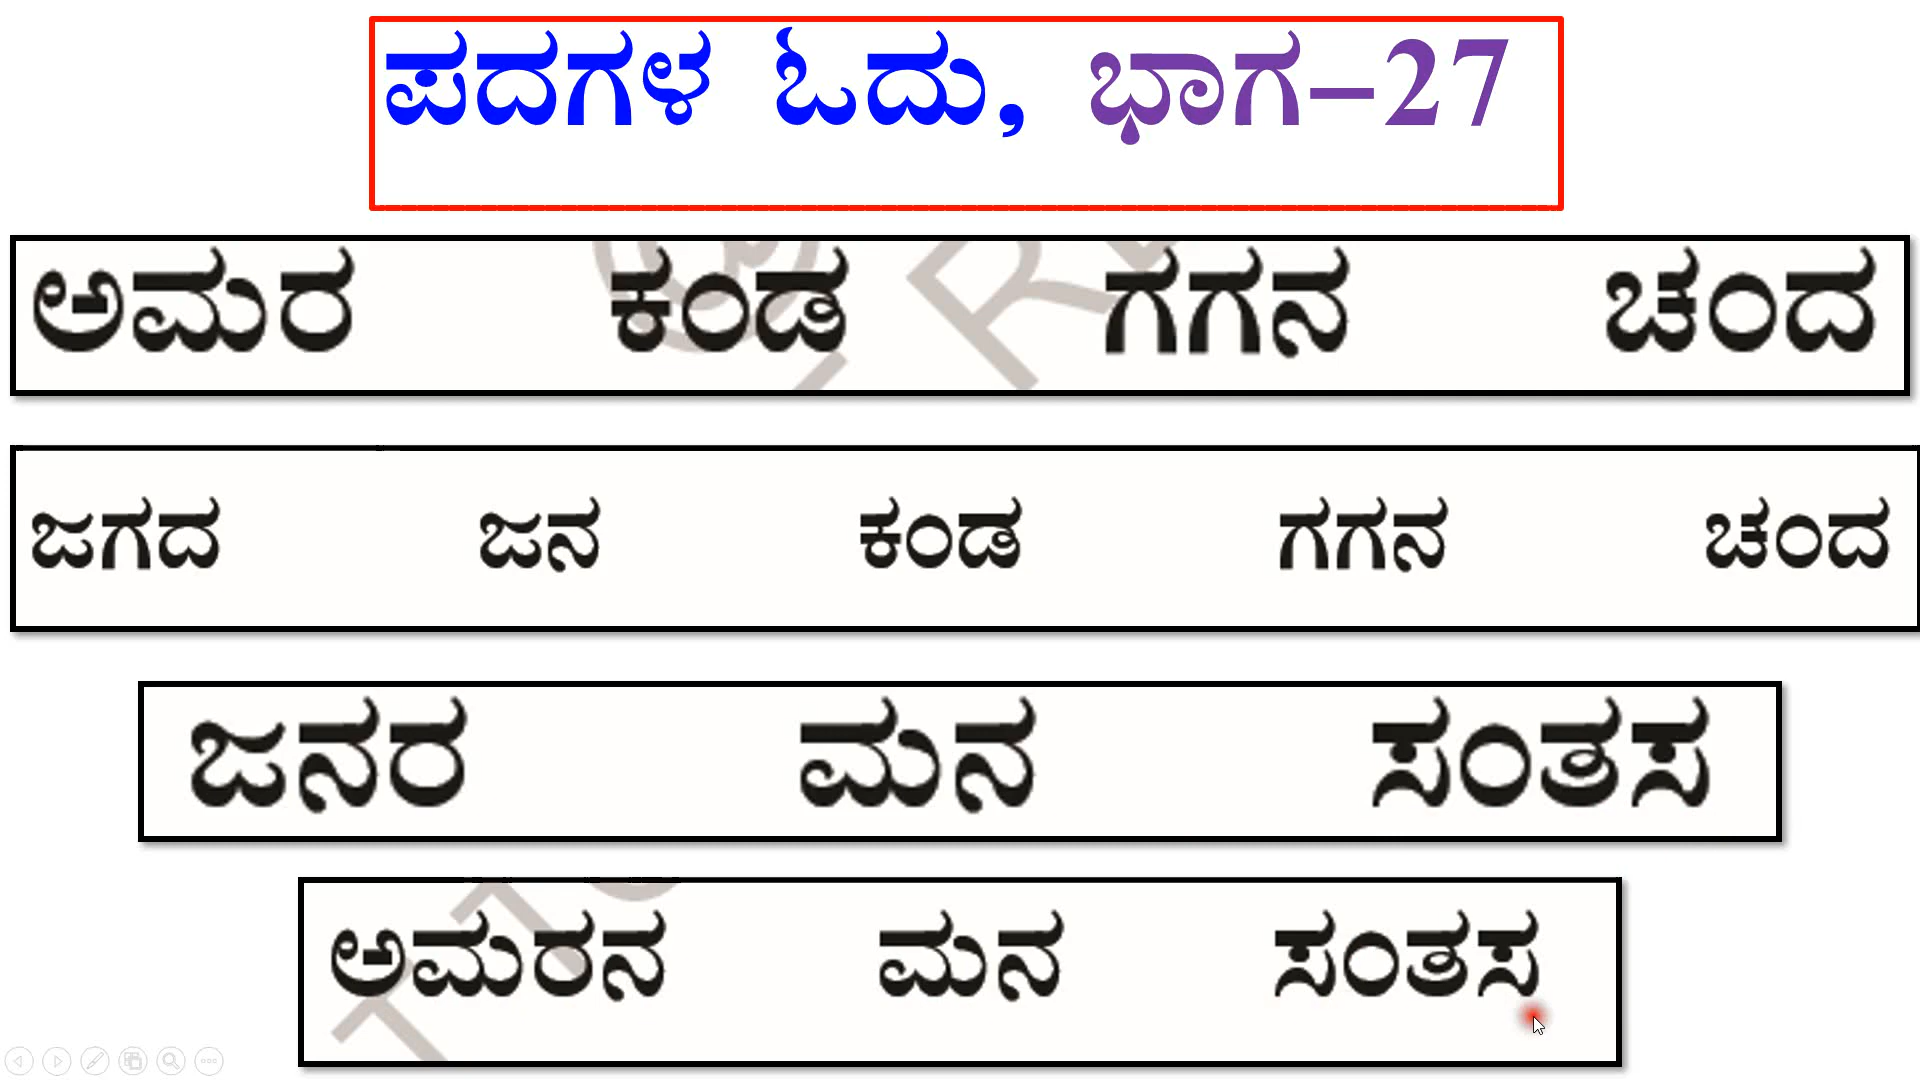 ಪದಗಳ ಓದು, ಭಾಗ–27
ಅಮರ ಕಂಡ ಗಗನ ಚಂದ
ಜಗದ ಜನ ಕಂಡ ಗಗನ ಚಂದ
ಜನರ ಮನ ಸಂತಸ
ಅಮರನ ಮನ ಸಂತಸ